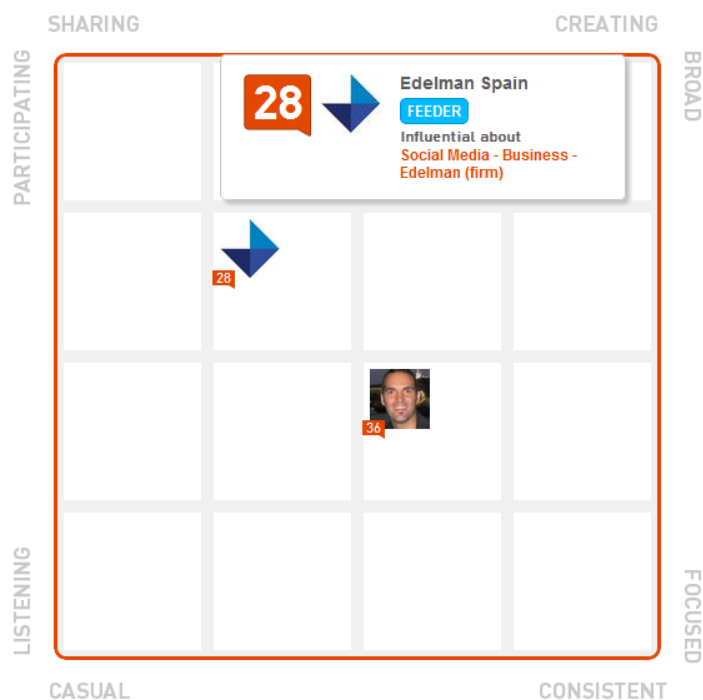 SHARING
CREATING
PARTICIPATING
BROAD
28
Edelman Spain
FEEDER
Influential about
Social Media - Business -
Edelman (firm)
28
36
LISTENING
FOCUSED
CASUAL
CONSISTENT